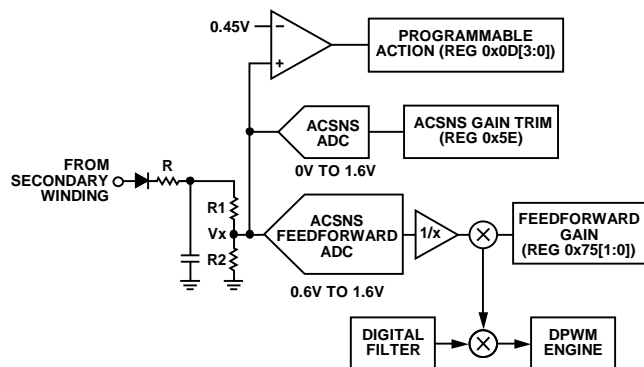 0.45V
−
+
PROGRAMMABLE
ACTION (REG 0x0D[3:0])
ACSNS
ADC
0V TO 1.6V
ACSNS GAIN TRIM
(REG 0x5E)
FROM
SECONDARY
WINDING
R
R1
Vx
R2
ACSNS
FEEDFORWARD
ADC
0.6V TO 1.6V
1/x
×
FEEDFORWARD
GAIN
(REG 0x75[1:0])
DIGITAL
FILTER
×
DPWM
ENGINE